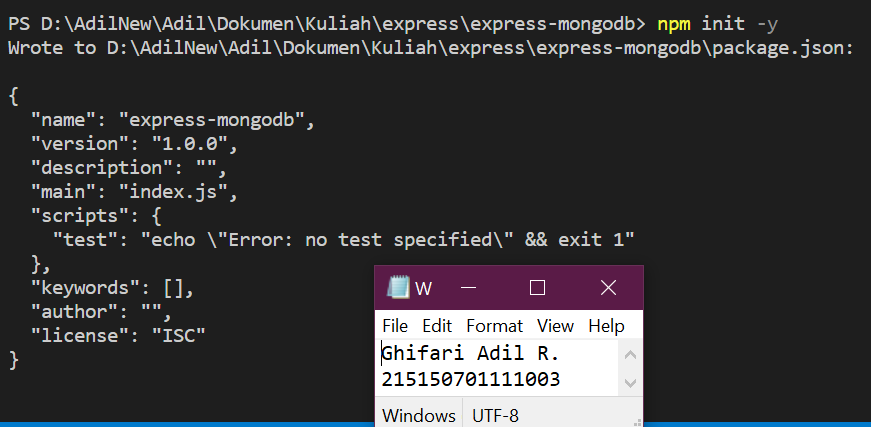 PS D:\AdilNew\Adil\Dokumen\Kuliah\express\express-mongodb> npm init -y
Wrote to D:\AdilNew\Adil\Dokumen\Kuliah\express\express-mongodb\package.json:
{
"name": "express-mongodb",
"version": "1.0.0",
"description": "",
"main": "index.js",
"scripts": {
"test": "echo \"Error: no test specified\" && exit 1"
},
"keywords": [],
"author": "",
"license": "ISC"
}
W
File Edit Format View Help
Ghifari Adil R.
215150701111003
Windows UTF-8